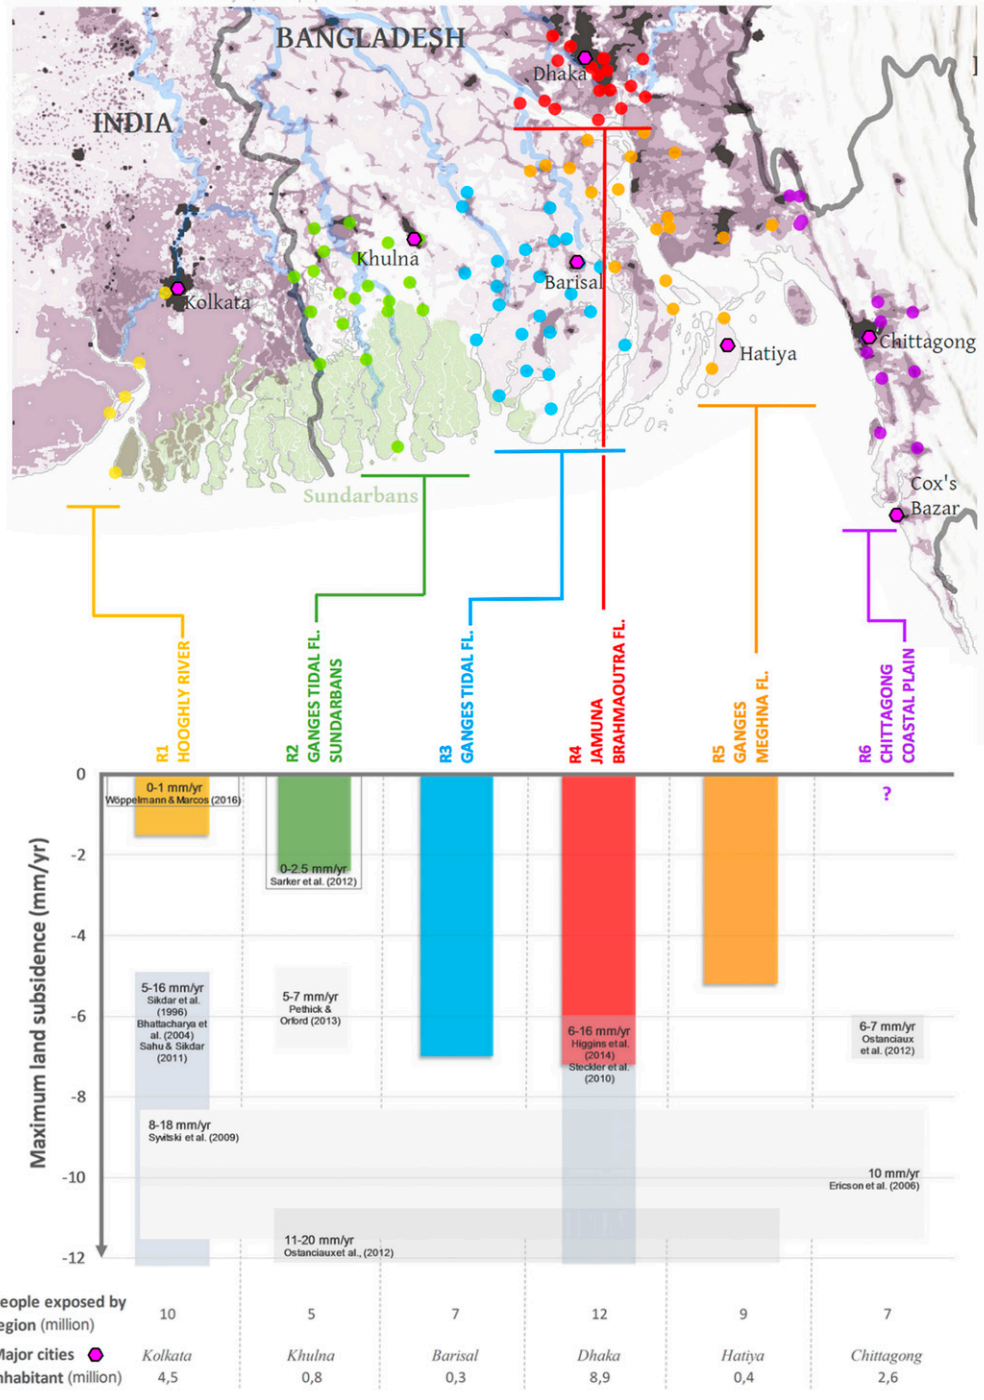 BANGLADESH
INDIA
Dhaka
Khulna
Kolkata
Barisal
Hatiya
Chittagong
Cox's
Bazar
Sundarbans
R1
HOOGHLY RIVER
R2
GANGES TIDAL FL.
SUNDARBANS
R3
GANGES TIDAL FL.
R4
JAMUNA
BRAHMAOUTRA FL.
R5
GANGES
MEGHNA FL.
R6
CHITTAGONG
COASTAL PLAIN
Maximum land subsidence (mm/yr)
0
-2
-4
-6
-8
-10
-12
0-1 mm/yr
Wöppelmann & Marcos (2016)
0-2.5 mm/yr
Sarker et al. (2012)
?
5-16 mm/yr
Sikdar et al.
(1996)
Bhattacharya et
al. (2004)
Sahu & Sikdar
(2011)
5-7 mm/yr
Pethick &
Orford (2013)
6-16 mm/yr
Higgins et al.
(2014)
Steckler et al.
(2010)
6-7 mm/yr
Ostanciaux
et al. (2012)
8-18 mm/yr
Syvitski et al. (2009)
10 mm/yr
Ericson et al. (2006)
11-20 mm/yr
Ostanciaux et al., (2012)
eople exposed by
egion (million) 10 5 7 12 9 7
Major cities Kolkata Khulna Barisal Dhaka Hatiya Chittagong
nhabitant (million) 4,5 0,8 0,3 8,9 0,4 2,6